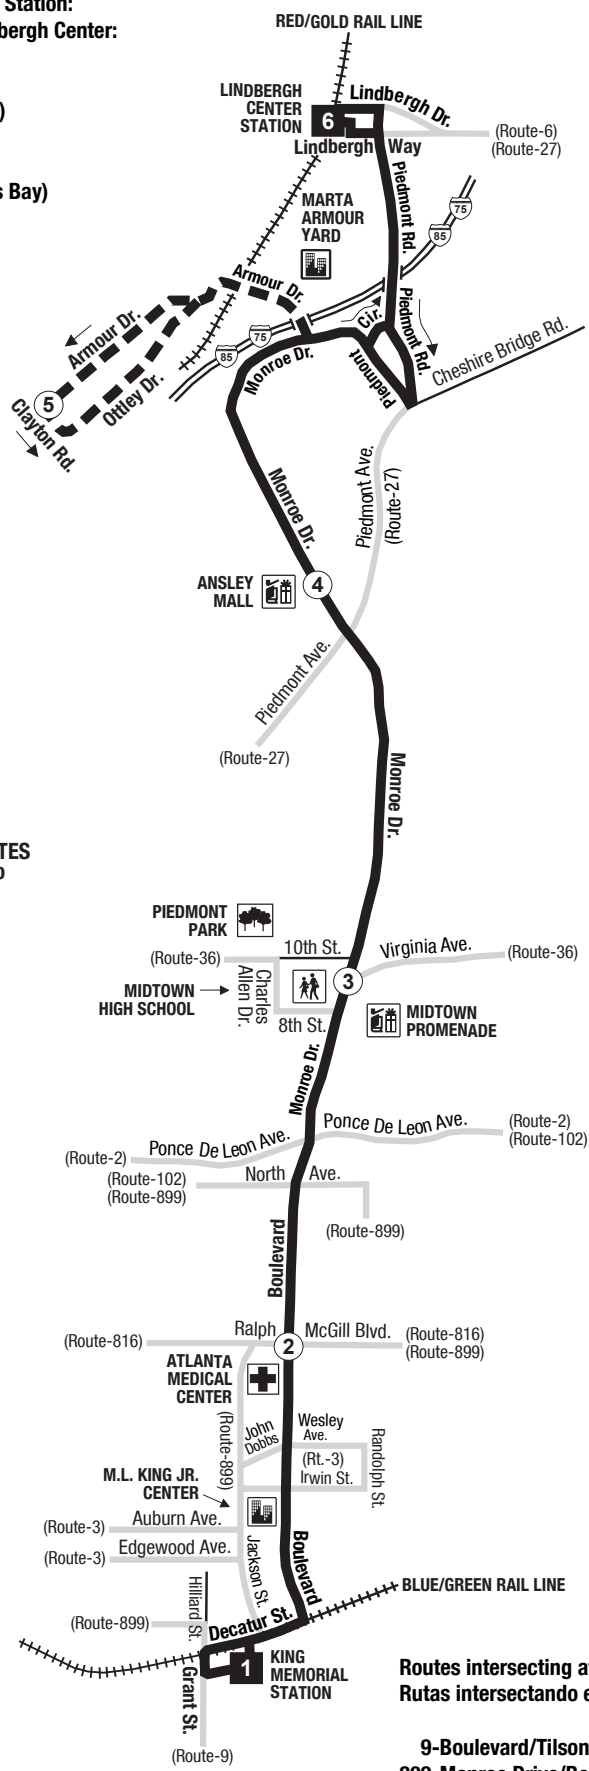 Station:
bergh Center:
RED/GOLD RAIL LINE
)
LINDBERGH
CENTER
STATION
6
Lindbergh Dr.
(Route-6)
(Route-27)
Lindbergh Way
s Bay)
MARTA
ARMOUR
YARD
Piedmont Rd.
75
85
Armour Dr.
Armour Dr.
75
85
Cir.
Piedmont
Piedmont Rd.
Cheshire Bridge Rd.
Monroe Dr.
Ottley Dr.
5
Clayton Rd.
Piedmont Ave.
(Route-27)
Monroe Dr.
ANSLEY
MALL
4
Piedmont Ave.
(Route-27)
Monroe Dr.
TES
D
PIEDMONT
PARK
10th St.
Virginia Ave.
(Route-36)
(Route-36)
MIDTOWN
HIGH SCHOOL
Charles
Allen Dr.
3
8th St.
MIDTOWN
PROMENADE
Monroe Dr.
Ponce De Leon Ave.
(Route-2)
(Route-102)
Ponce De Leon Ave.
(Route-2)
(Route-102)
(Route-899)
North Ave.
(Route-899)
Boulevard
(Route-816)
Ralph McGill Blvd.
2
(Route-816)
(Route-899)
ATLANTA
MEDICAL
CENTER
(Route-899)
John
Dobbs
Wesley
Ave.
(Rt.-3)
Irwin St.
Randolph St.
M.L. KING JR.
CENTER
(Route-3)
Auburn Ave.
(Route-3)
Edgewood Ave.
Jackson St.
Boulevard
BLUE/GREEN RAIL LINE
Hilliard St.
(Route-899)
Decatur St.
1
KING
MEMORIAL
STATION
Grant St.
(Route-9)
Routes intersecting a
Rutas intersectando e
9-Boulevard/Tilson
899-Monroe Drive/Bo